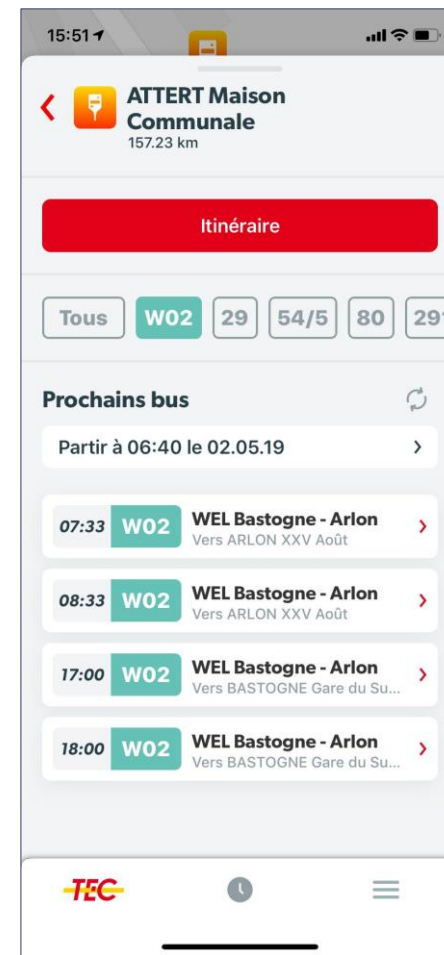 15:51
ATTERT Maison
Communale
157.23 km
Itinéraire
Tous W02 29 54/5 80 29
Prochains bus
Partir à 06:40 le 02.05.19
07:33 W02 WEL Bastogne - Arlon
Vers ARLON XXV Août
08:33 W02 WEL Bastogne - Arlon
Vers ARLON XXV Août
17:00 W02 WEL Bastogne - Arlon
Vers BASTOGNE Gare du Su...
18:00 W02 WEL Bastogne - Arlon
Vers BASTOGNE Gare du Su...
TEC